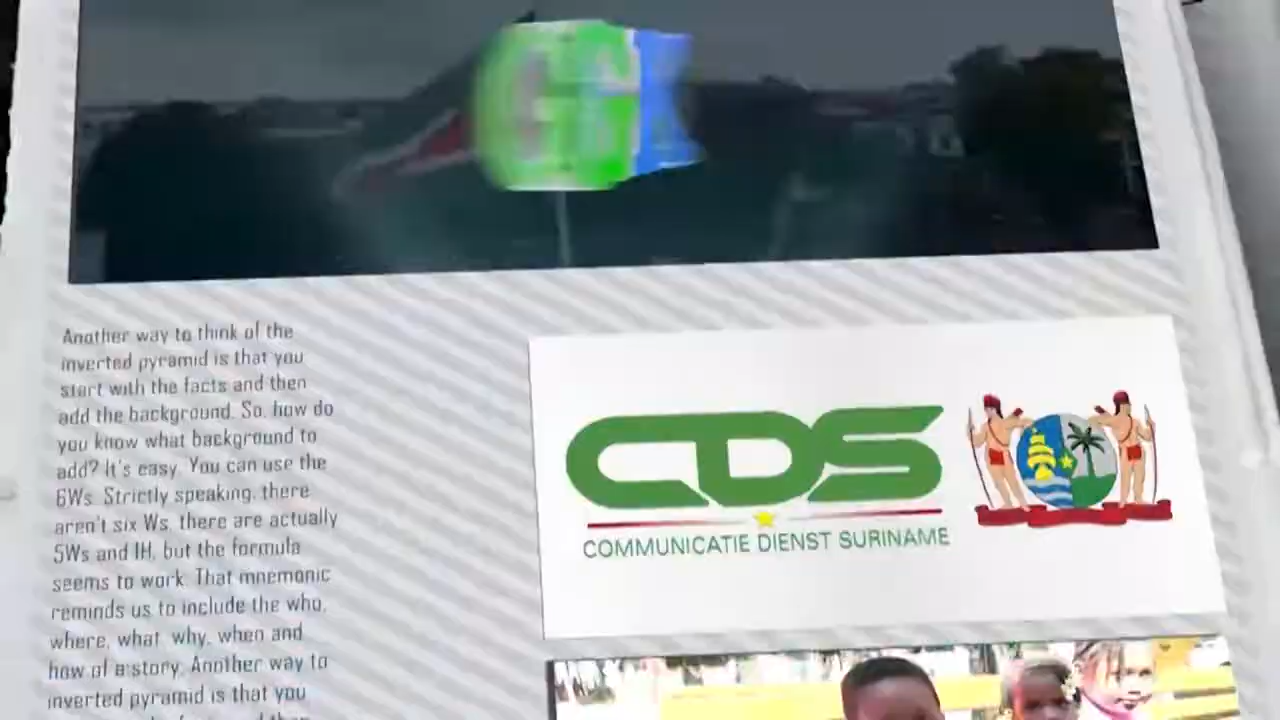 Another way to think of the
inverted pyramid is that you
start with the facts and then
add the background. So, how do
you know what background to
add? It's easy. You can use the
6Ws. Strictly speaking, there
aren't six Ws, there are actually
5Ws and IH, but the formula
seems to work. That mnemonic
reminds us to include the who,
where, what why, when and
how of a story. Another way to
inverted pyramid is that you
CDS
COMMUNICATIE DIENST SURINAME